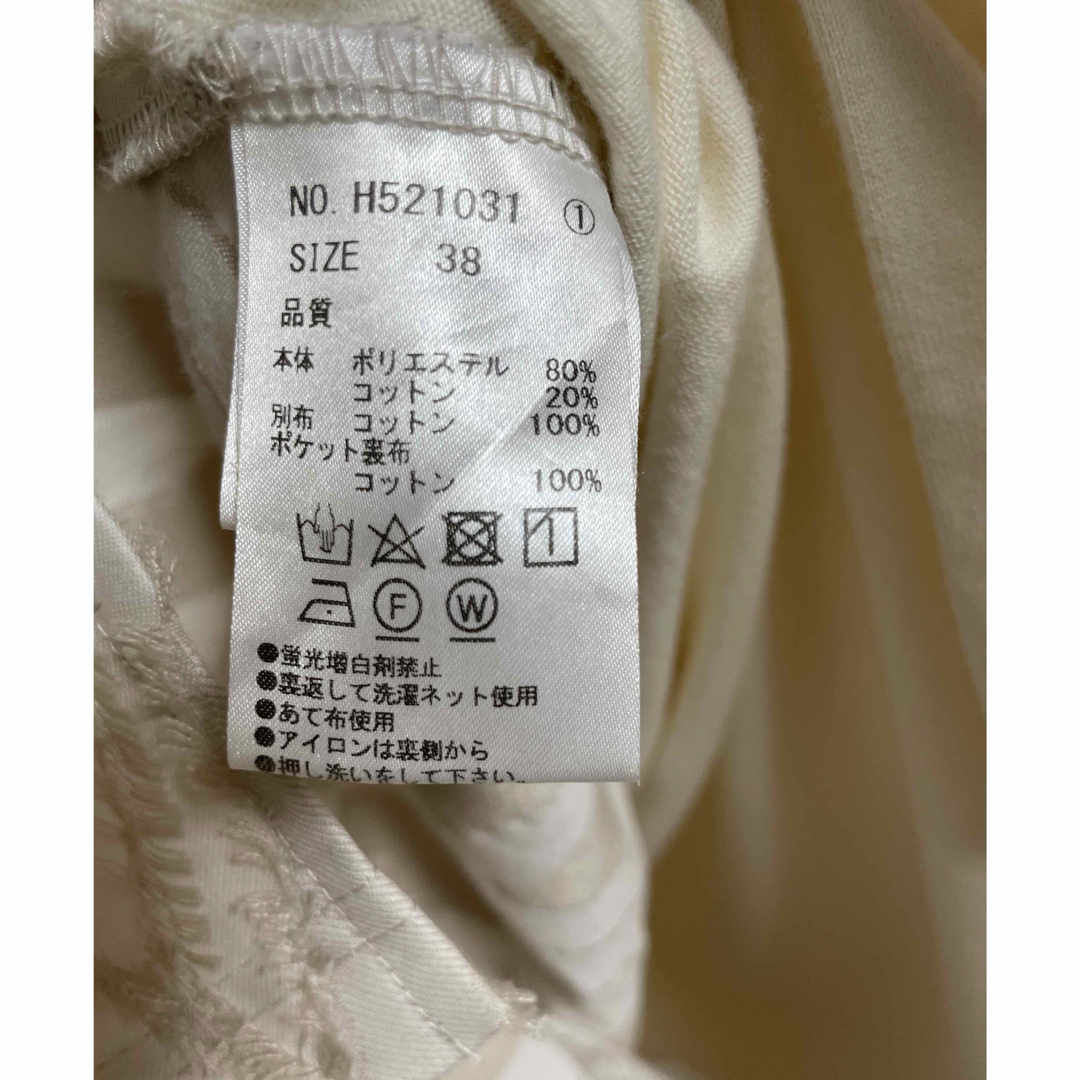 NO. H521031 ①
SIZE 38
品質
本体 ポリエステル 80%
コットン 20%
別布 コットン 100%
ポケット裏布
コットン 100%
1
F W
●蛍光増白剤禁止
●裏返して洗濯ネット使用
●あて布使用
●アイロンは裏側から
●押し洗いをして下さい。